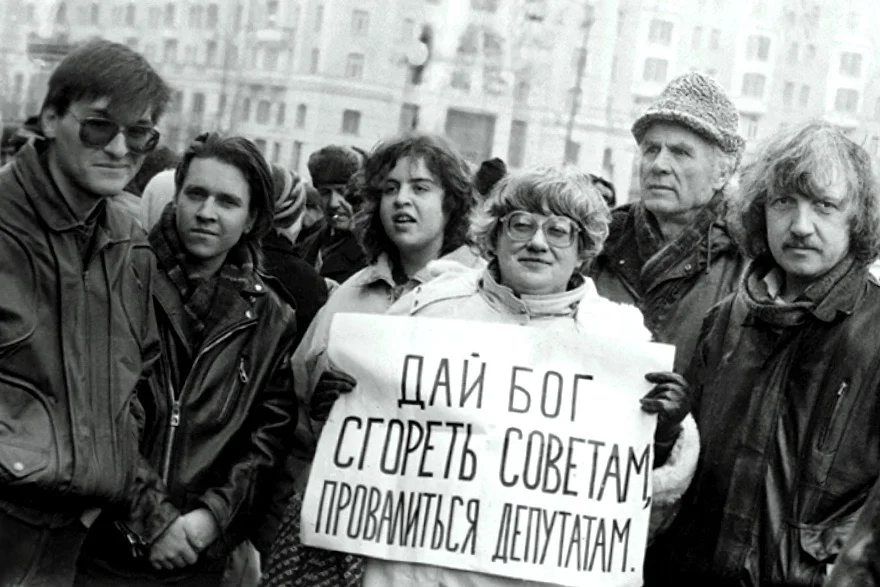 ДАЙ БОГ
СГОРЕТЬ СОВЕТАМ,
ПРОВАЛИТЬСЯ ДЕПУТАТАМ.